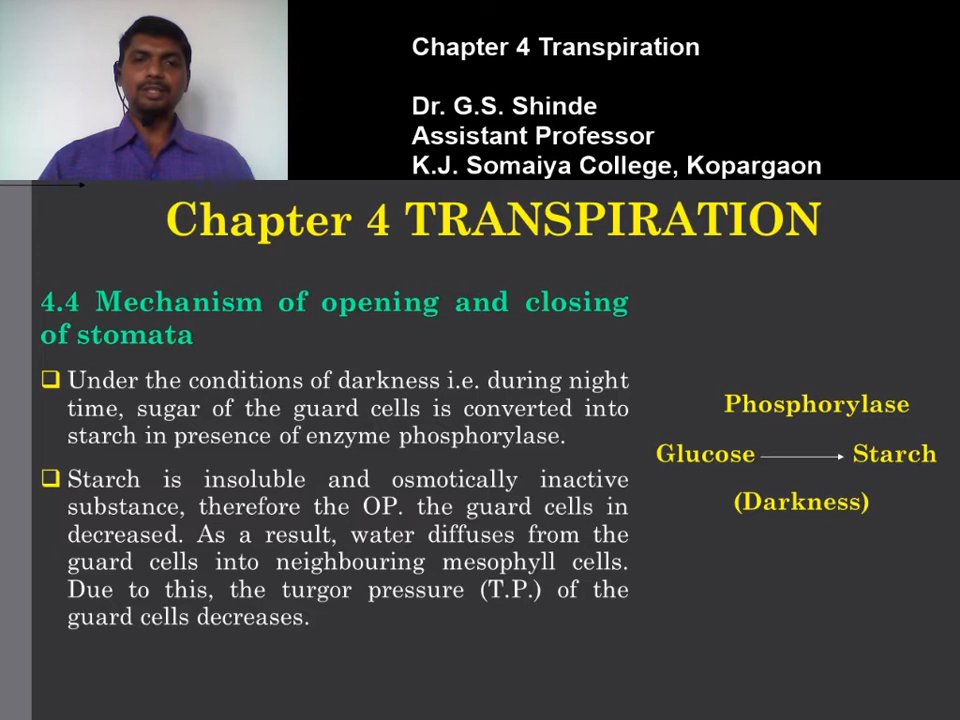 Chapter 4 Transpiration
Dr. G.S. Shinde
Assistant Professor
K.J. Somaiya College, Kopargaon
Chapter 4 TRANSPIRATION
4.4 Mechanism of opening and closing
of stomata
Under the conditions of darkness i.e. during night
time, sugar of the guard cells is converted into
starch in presence of enzyme phosphorylase.
Starch is insoluble and osmotically inactive
substance, therefore the OP. the guard cells in
decreased. As a result, water diffuses from the
guard cells into neighbouring mesophyll cells.
Due to this, the turgor pressure (T.P.) of the
guard cells decreases.
Phosphorylase
Glucose Starch
(Darkness)